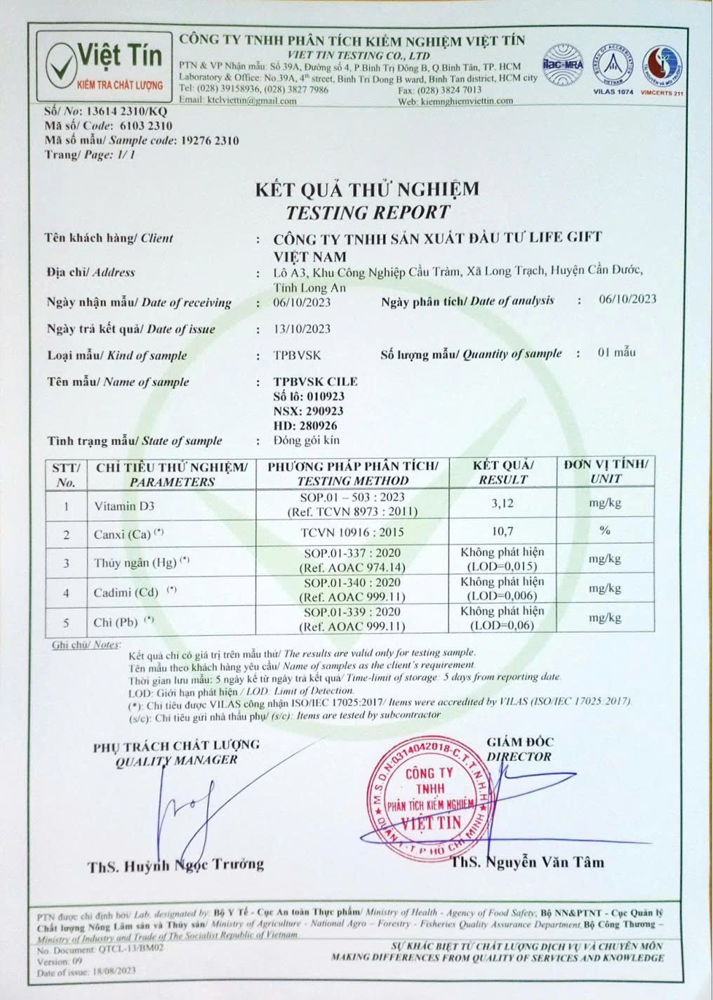 Việt Tín
KIỂM TRA CHẤT LƯỢNG
CÔNG TY TNHH PHÂN TÍCH KIỂM NGHIỆM VIỆT TÍN
VIET TIN TESTING CO., LTD
PTN & VP Nhận mẫu: Số 39A, Đường số 4, P.Bình Trị Đông B, Q.Bình Tân, TP. HCM
Laboratory & Office: No.39A, 4th street, Binh Tri Dong B ward, Binh Tan district, HCM city
Tel: (028) 39158936, (028) 3827 7986 Fax: (028) 3824 7013
Email: ktclviettin@gmail.com Web: kiemnghiemviettin.com
ilac-MRA
BUREAU OF ACCREDITATION
VIETNAM
VILAS 1074
TÀI NGUYÊN VÀ MÔI TRƯỜNG
VIMCERTS 211
Số/ No: 13614 2310/KQ
Mã số/ Code: 6103 2310
Mã số mẫu/ Sample code: 19276 2310
Trang/ Page: 1/ 1
KẾT QUẢ THỬ NGHIỆM
TESTING REPORT
Tên khách hàng/ Client : CÔNG TY TNHH SẢN XUẤT ĐẦU TƯ LIFE GIFT
VIỆT NAM
Địa chỉ/ Address : Lô A3, Khu Công Nghiệp Cầu Tràm, Xã Long Trạch, Huyện Cần Đước,
Tỉnh Long An
Ngày nhận mẫu/ Date of receiving : 06/10/2023 Ngày phân tích/ Date of analysis : 06/10/2023
Ngày trả kết quả/ Date of issue : 13/10/2023
Loại mẫu/ Kind of sample : TPBVSK Số lượng mẫu/ Quantity of sample : 01 mẫu
Tên mẫu/ Name of sample : TPBVSK CILE
Số lô: 010923
NSX: 290923
HD: 280926
Tình trạng mẫu/ State of sample : Đóng gói kín
STT/ CHỈ TIÊU THỬ NGHIỆM/ PHƯƠNG PHÁP PHÂN TÍCH/ KẾT QUẢ/ ĐƠN VỊ TÍNH/
No. PARAMETERS TESTING METHOD RESULT UNIT
1 Vitamin D3 SOP.01 – 503 : 2023 3,12 mg/kg
(Ref. TCVN 8973 : 2011)
2 Canxi (Ca) (*) TCVN 10916 : 2015 10,7 %
3 Thủy ngân (Hg) (*) SOP.01-337 : 2020 Không phát hiện mg/kg
(Ref. AOAC 974.14) (LOD=0,015)
4 Cadimi (Cd) (*) SOP.01-340 : 2020 Không phát hiện mg/kg
(Ref. AOAC 999.11) (LOD=0,006)
5 Chì (Pb) (*) SOP.01-339 : 2020 Không phát hiện mg/kg
(Ref. AOAC 999.11) (LOD=0,06)
Ghi chú/ Notes:
Kết quả chỉ có giá trị trên mẫu thử/ The results are valid only for testing sample.
Tên mẫu theo khách hàng yêu cầu/ Name of samples as the client's requirement.
Thời gian lưu mẫu: 5 ngày kể từ ngày trả kết quả/ Time-limit of storage: 5 days from reporting date.
LOD: Giới hạn phát hiện / LOD: Limit of Detection.
(*): Chỉ tiêu được VILAS công nhận ISO/IEC 17025:2017/ Items were accredited by VILAS (ISO/IEC 17025:2017)
(s/c): Chỉ tiêu gửi nhà thầu phụ/ (s/c): Items are tested by subcontractor
PHỤ TRÁCH CHẤT LƯỢNG
QUALITY MANAGER
GIÁM ĐỐC
DIRECTOR
M.S.D.N:0314042018-C.T.T.N.H.H
CÔNG TY
TNHH
PHÂN TÍCH KIỂM NGHIỆM
VIỆT TÍN
QUẬN 1-T.P HỒ CHÍ MINH
ThS. Huỳnh Ngọc Trưởng
ThS. Nguyễn Văn Tâm
PTN được chỉ định bởi/ Lab. designated by: Bộ Y Tế - Cục An toàn Thực phẩm/ Ministry of Health - Agency of Food Safety, Bộ NN&PTNT - Cục Quản lý
Chất lượng Nông Lâm sản và Thủy sản/ Ministry of Agriculture - National Agro – Forestry - Fisheries Quality Assurance Department, Bộ Công Thương –
Ministry of Industry and Trade of The Socialist Republic of Vietnam.
No. Document: QTCL-13/BM02
Version: 09
Date of issue: 18/08/2023
SỰ KHÁC BIỆT TỪ CHẤT LƯỢNG DỊCH VỤ VÀ CHUYÊN MÔN
MAKING DIFFERENCES FROM QUALITY OF SERVICES AND KNOWLEDGE